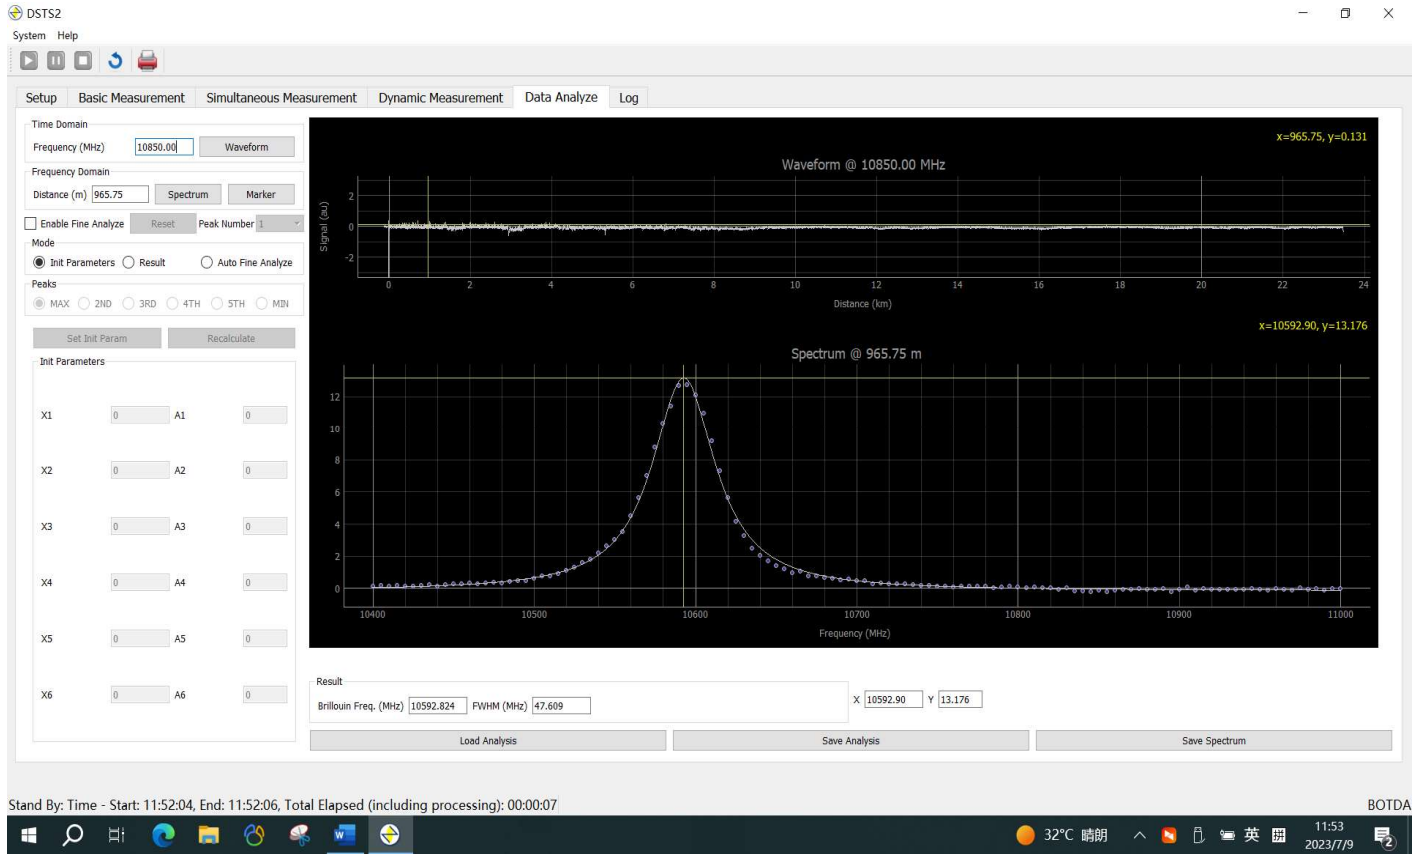 DSTS2
System Help
Setup Basic Measurement Simultaneous Measurement Dynamic Measurement Data Analyze Log
Time Domain
Frequency (MHz) 10850.00 Waveform
Frequency Domain
Distance (m) 965.75 Spectrum Marker
Enable Fine Analyze Reset Peak Number 1
Mode
Init Parameters Result Auto Fine Analyze
Peaks
MAX 2ND 3RD 4TH 5TH MIN
Set Init Param Recalculate
Init Parameters
X1 0 A1 0
X2 0 A2 0
X3 0 A3 0
X4 0 A4 0
X5 0 A5 0
X6 0 A6 0
x=965.75, y=0.131
Waveform @ 10850.00 MHz
Signal (au)
2
0
-2
0 2 4 6 8 10 12 14 16 18 20 22 24
Distance (km)
x=10592.90, y=13.176
Spectrum @ 965.75 m
12
10
8
6
4
2
0
10400 10500 10600 10700 10800 10900 11000
Frequency (MHz)
Result
Brillouin Freq. (MHz) 10592.824 FWHM (MHz) 47.609
X 10592.90 Y 13.176
Load Analysis Save Analysis Save Spectrum
Stand By: Time - Start: 11:52:04, End: 11:52:06, Total Elapsed (including processing): 00:00:07 BOTDA
32°C 晴朗 英 拼 11:53
2023/7/9 2